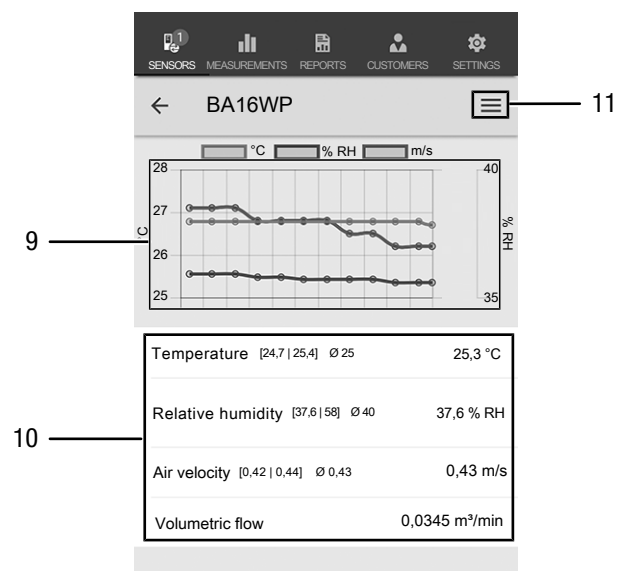 1
SENSORS MEASUREMENTS REPORTS CUSTOMERS SETTINGS
BA16WP
11
°C % RH m/s
28 40
27
9 °C % RH
26
25 35
Temperature [24,7 | 25,4] Ø 25 25,3 °C
Relative humidity [37,6 | 58] Ø 40 37,6 % RH
10
Air velocity [0,42 | 0,44] Ø 0,43 0,43 m/s
Volumetric flow 0,0345 m³/min